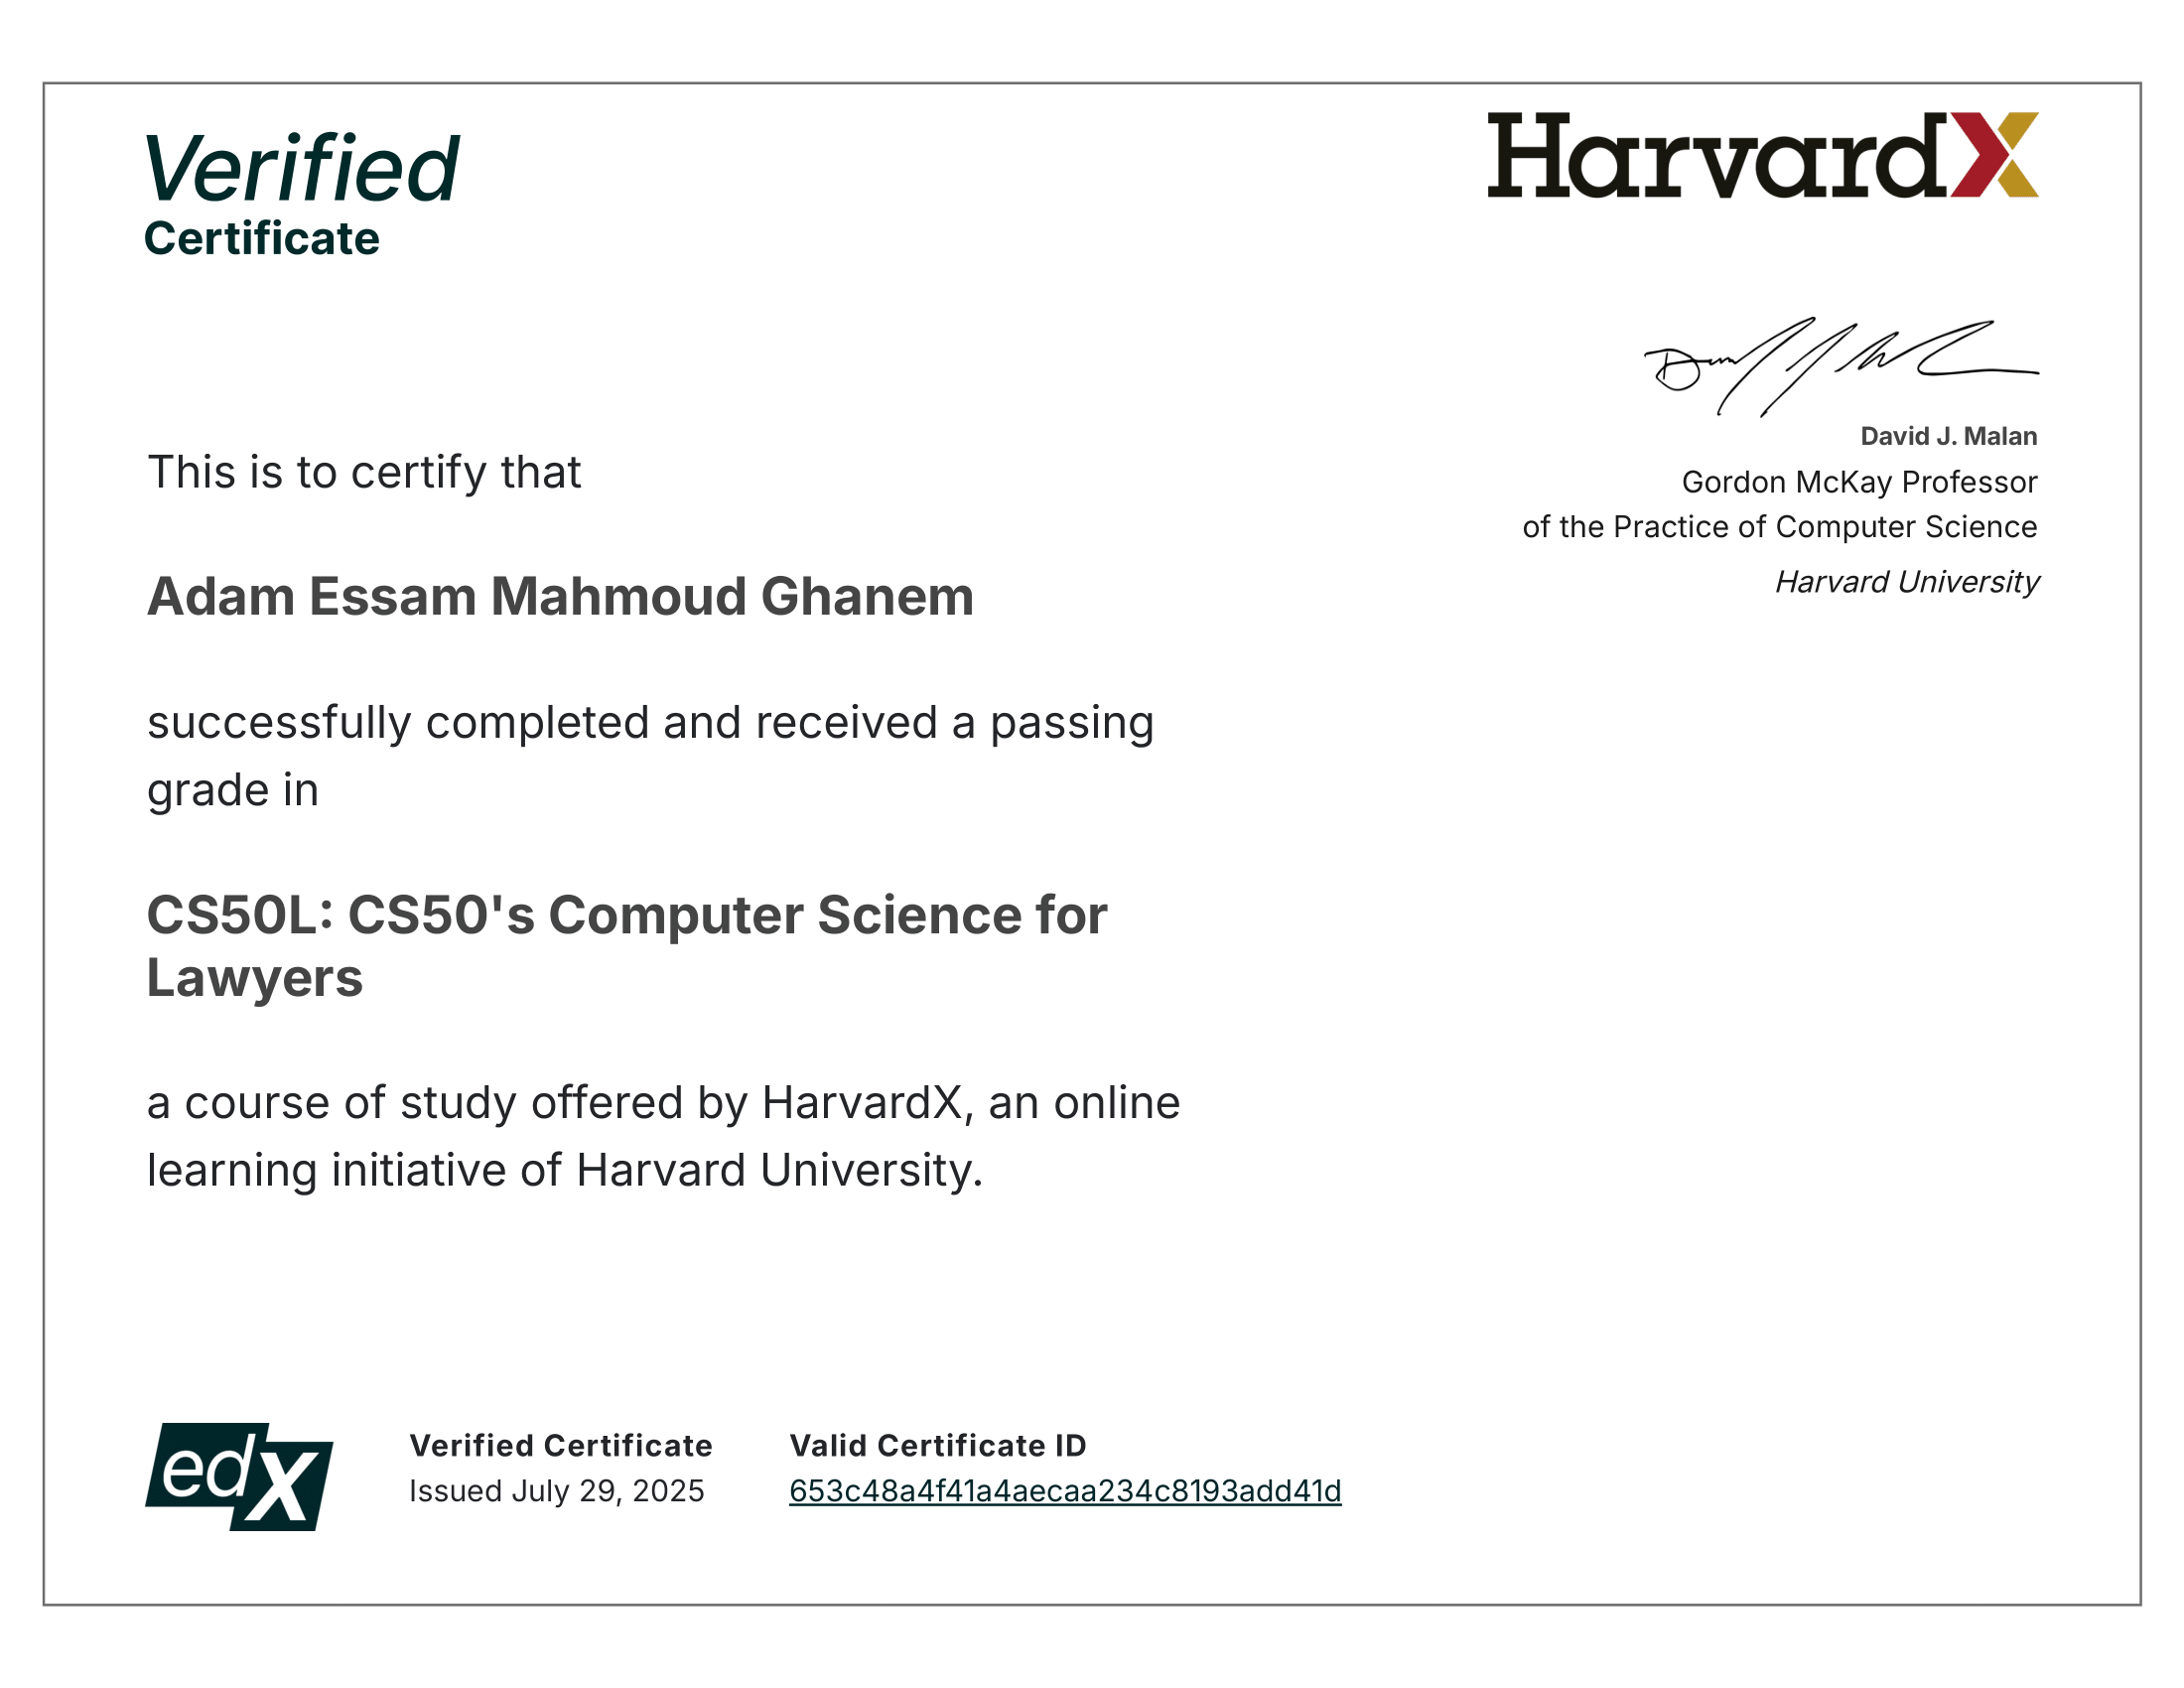 Verified
Certificate
HarvardX
David J. Malan
Gordon McKay Professor
of the Practice of Computer Science
Harvard University
This is to certify that
Adam Essam Mahmoud Ghanem
successfully completed and received a passing
grade in
CS50L: CS50's Computer Science for
Lawyers
a course of study offered by HarvardX, an online
learning initiative of Harvard University.
edX
Verified Certificate
Issued July 29, 2025
Valid Certificate ID
653c48a4f41a4aecaa234c8193add41d